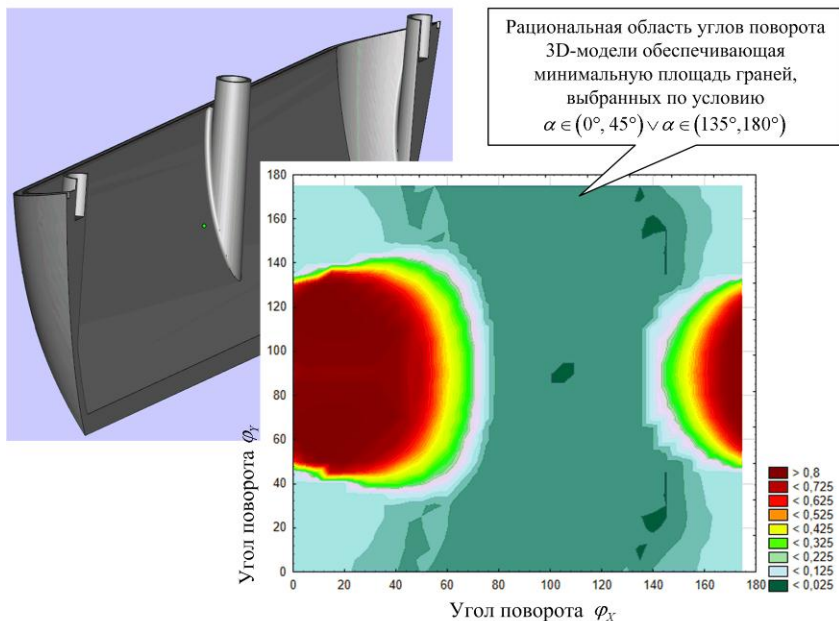 Рациональная область углов поворота
3D-модели обеспечивающая
минимальную площадь граней,
выбранных по условию
α ∈ (0°, 45°) ∨ α ∈ (135°,180°)
180
160
140
120
100
80
60
40
20
0
Угол поворота φY
0 20 40 60 80 100 120 140 160 180
Угол поворота φX
> 0,8
< 0,725
< 0,625
< 0,525
< 0,425
< 0,325
< 0,225
< 0,125
< 0,025